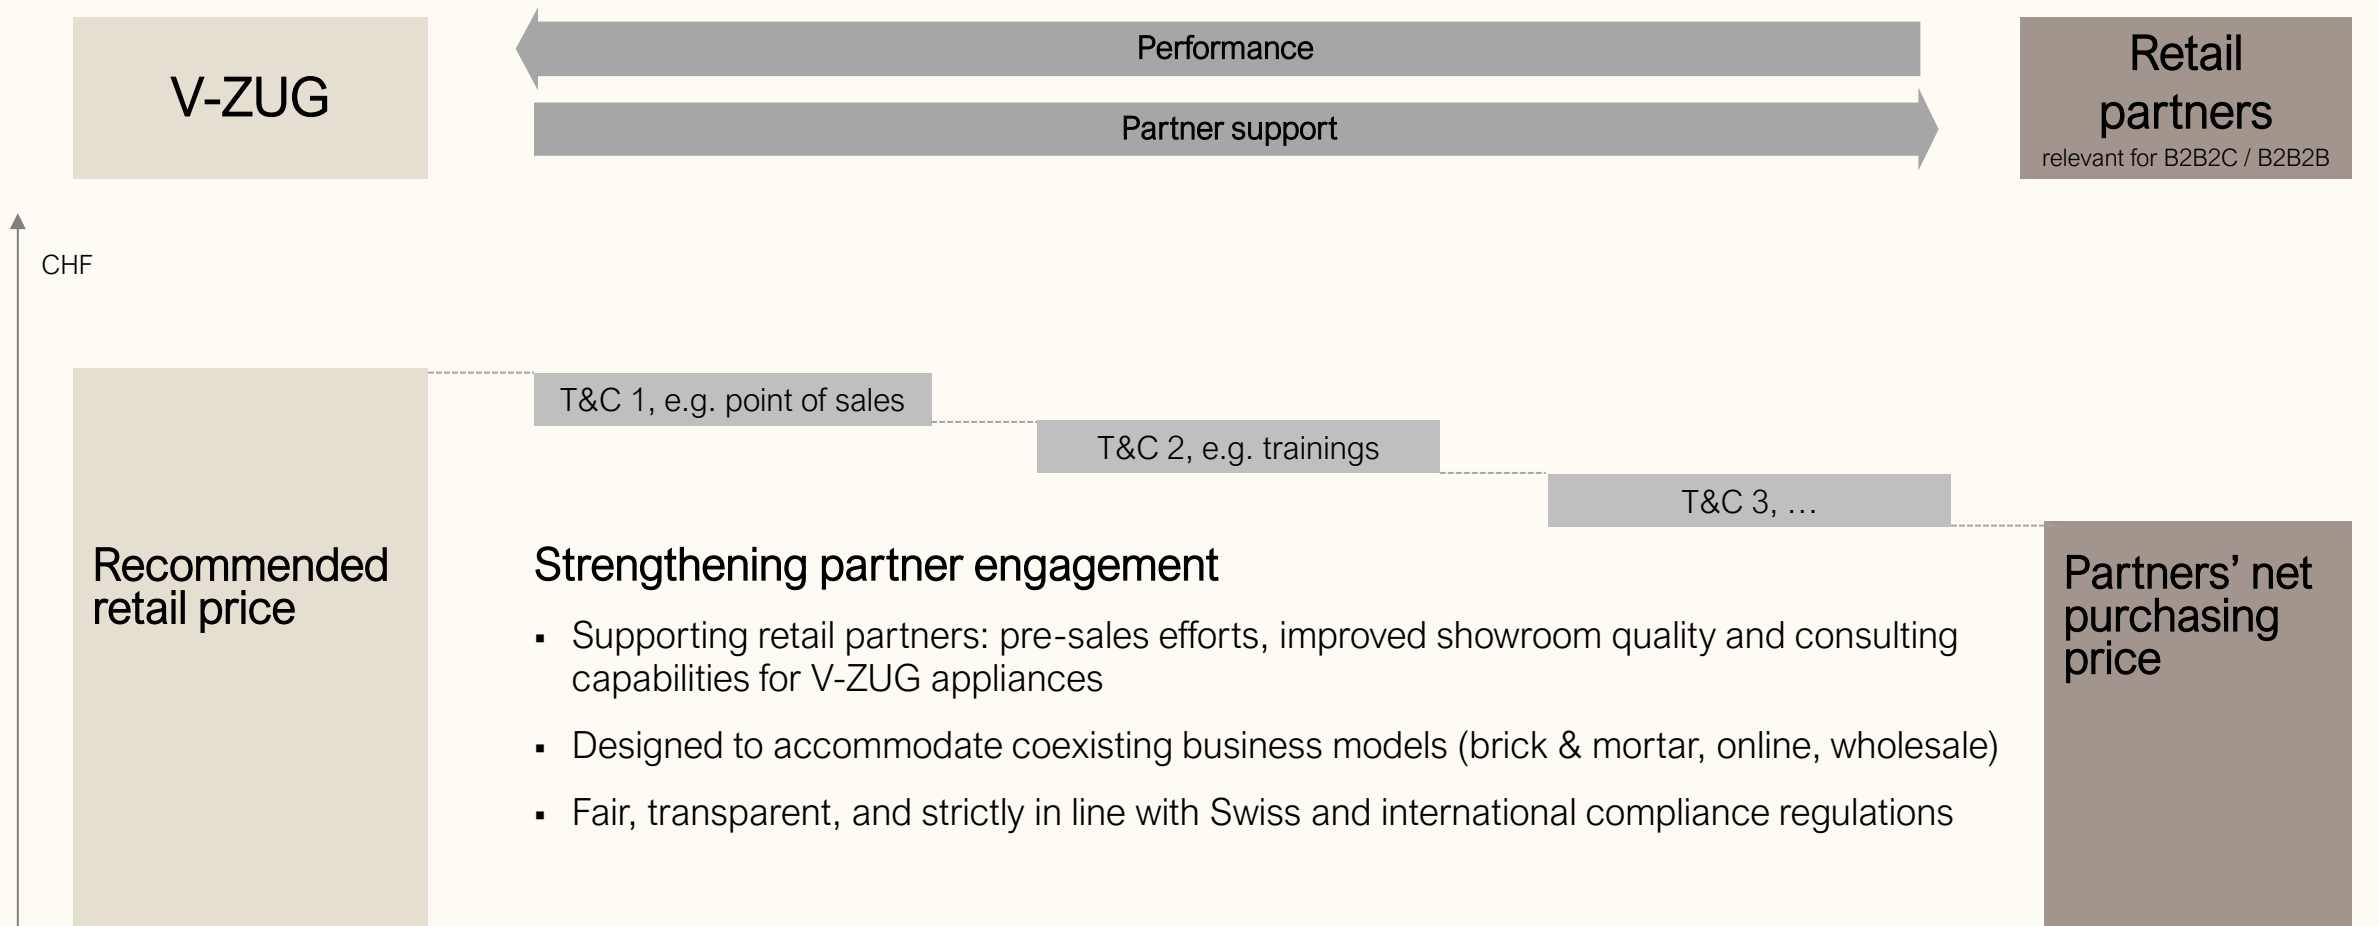 V-ZUG
Performance
Partner support
Retail
partners
relevant for B2B2C / B2B2B
CHF
T&C 1, e.g. point of sales
T&C 2, e.g. trainings
T&C 3, …
Recommended
retail price
Strengthening partner engagement
▪ Supporting retail partners: pre-sales efforts, improved showroom quality and consulting
capabilities for V-ZUG appliances
▪ Designed to accommodate coexisting business models (brick & mortar, online, wholesale)
▪ Fair, transparent, and strictly in line with Swiss and international compliance regulations
Partners’ net
purchasing
price